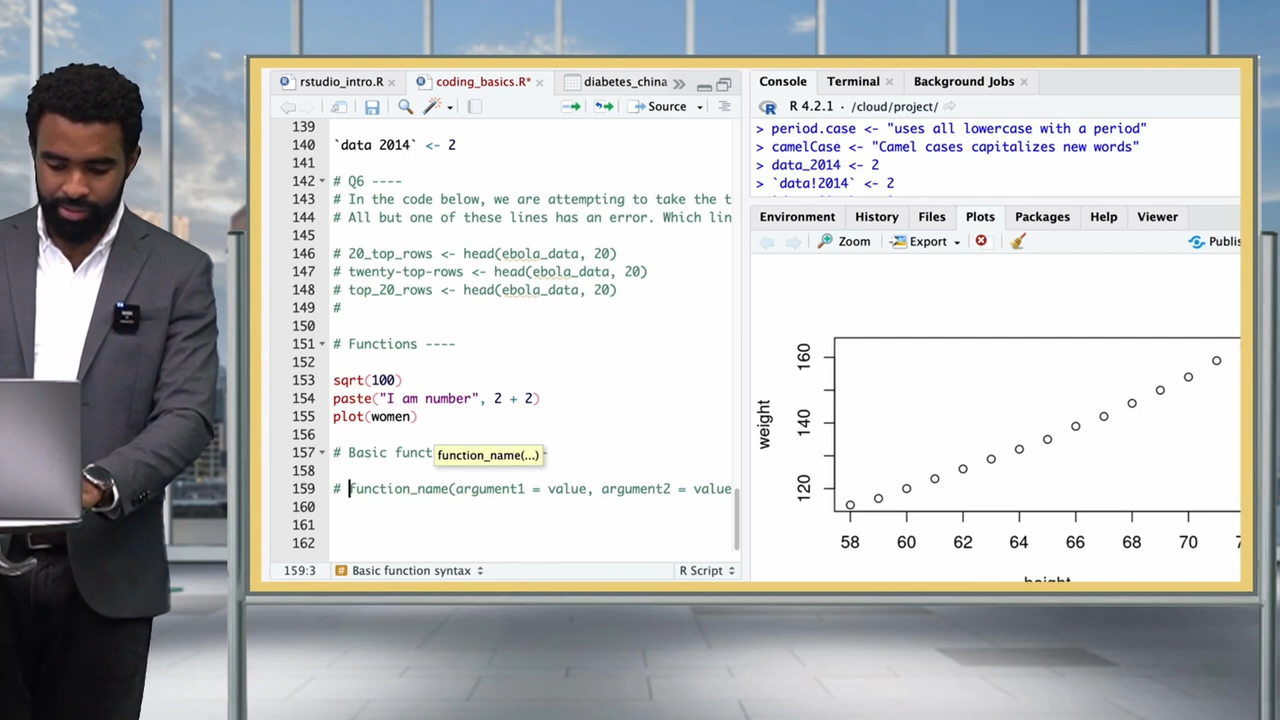 rstudio_intro.R
coding_basics.R*
diabetes_china
Source
139
140 `data 2014` <- 2
141
142 # Q6 ----
143 # In the code below, we are attempting to take the t
144 # All but one of these lines has an error. Which lin
145
146 # 20_top_rows <- head(ebola_data, 20)
147 # twenty-top-rows <- head(ebola_data, 20)
148 # top_20_rows <- head(ebola_data, 20)
149 #
150
151 # Functions ----
152
153 sqrt(100)
154 paste("I am number", 2 + 2)
155 plot(women)
156
157 # Basic funct
function_name(...)
158
159 # function_name(argument1 = value, argument2 = value
160
161
162
159:3 # Basic function syntax R Script
Console Terminal Background Jobs
R 4.2.1 · /cloud/project/
> period.case <- "uses all lowercase with a period"
> camelCase <- "Camel cases capitalizes new words"
> data_2014 <- 2
> `data!2014` <- 2
Environment History Files Plots Packages Help Viewer
Zoom Export Publis
160
140
120
weight
58 60 62 64 66 68 70 7
height